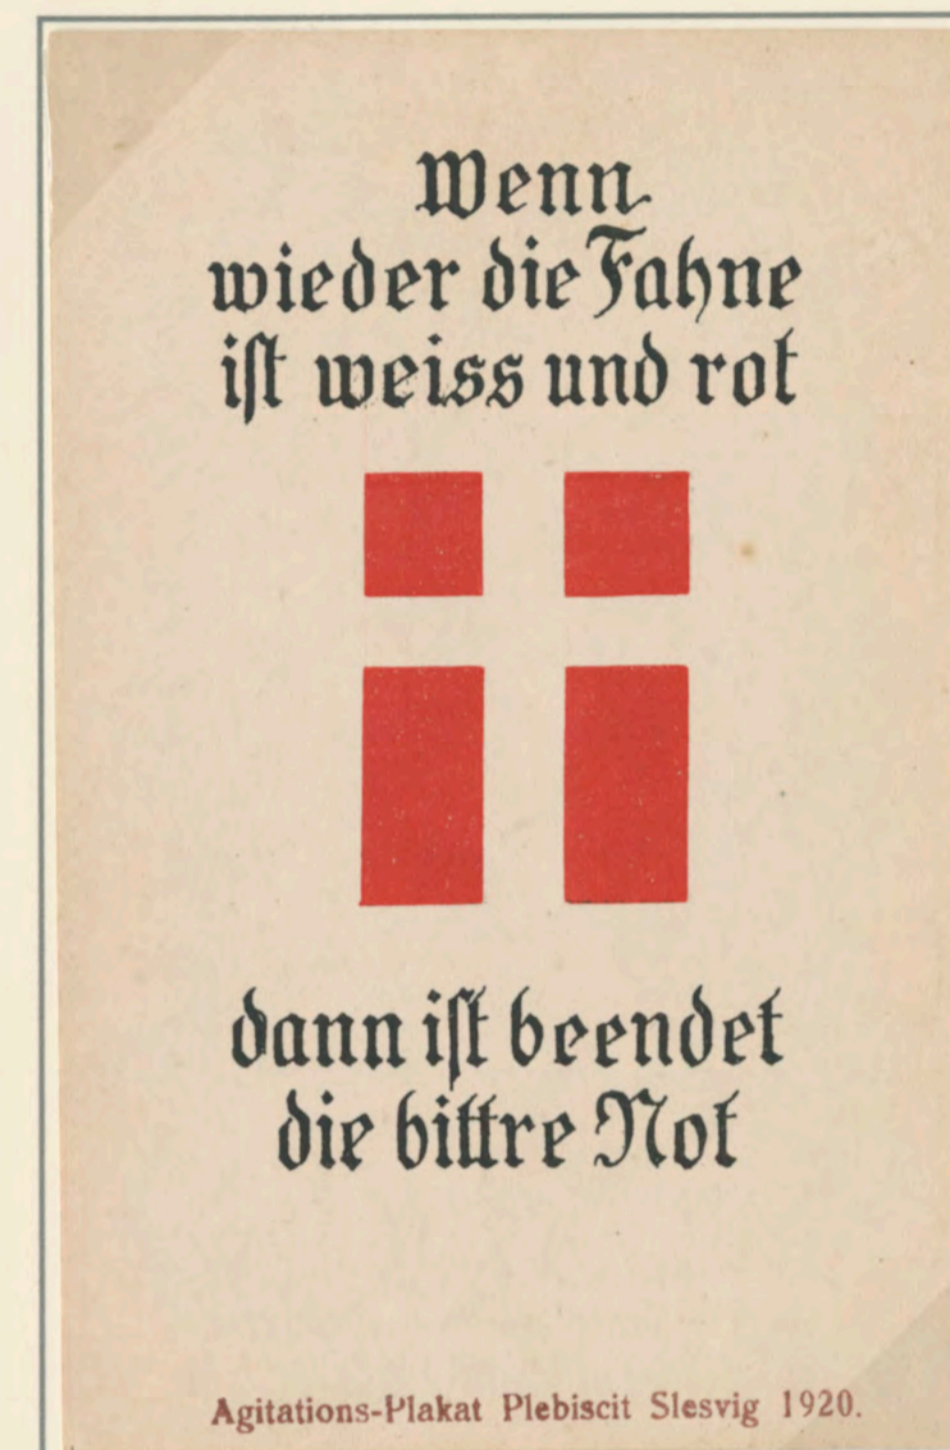 Wenn
wieder die Fahne
ist weiss und rot
dann ist beendet
die bittre Not
Agitations-Plakat Plebiscit Slesvig 1920.